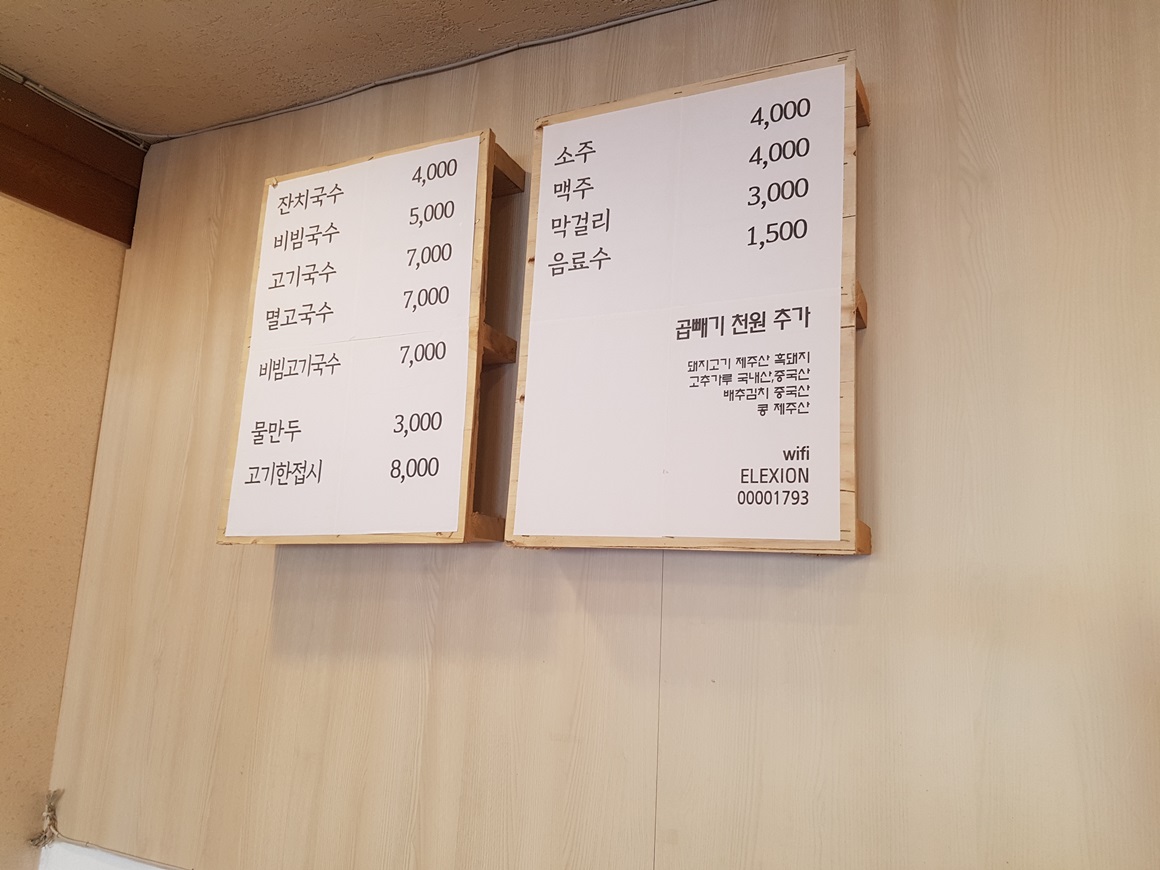 잔치국수 4,000
비빔국수 5,000
고기국수 7,000
멸고국수 7,000
비빔고기국수 7,000
물만두 3,000
고기한접시 8,000
소주 4,000
맥주 4,000
막걸리 3,000
음료수 1,500
곱빼기 천원 추가
돼지고기 제주산 흑돼지
고추가루 국내산,중국산
배추김치 중국산
콩 제주산
wifi
ELEXION
00001793